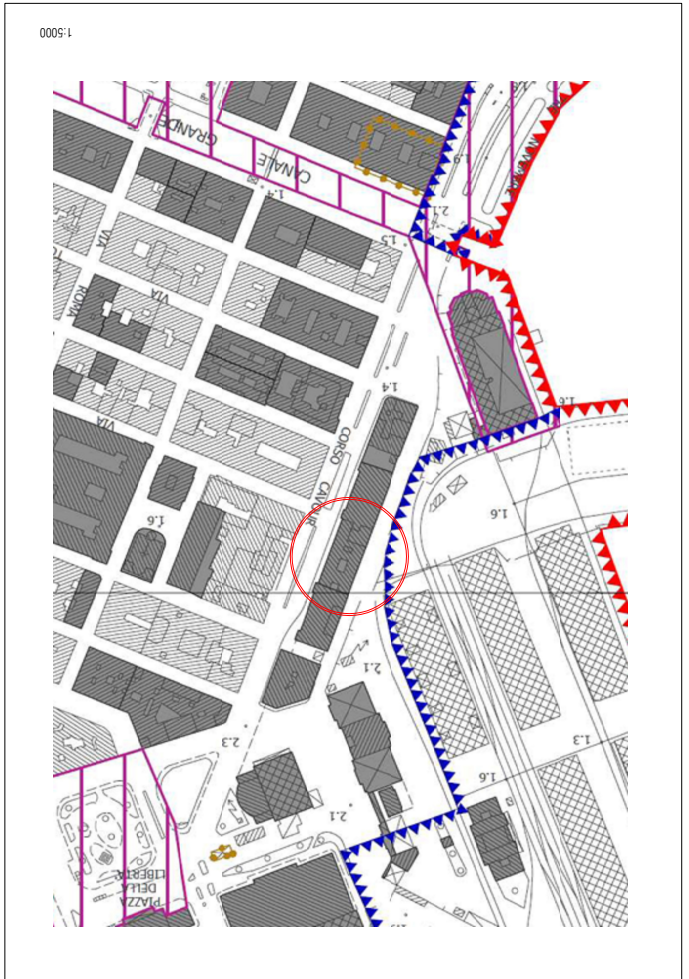 1:5000
GRANDE
CANALE
1.9
2.1
1.4
1.5
VIA
VIA
ROMA
VIA
1.4
1.6
CORSO
CAVOUR
1.6
1.6
2.1
2.3
1.3
1.6
2.1
PIAZZA
DELLA
LIBERTA'